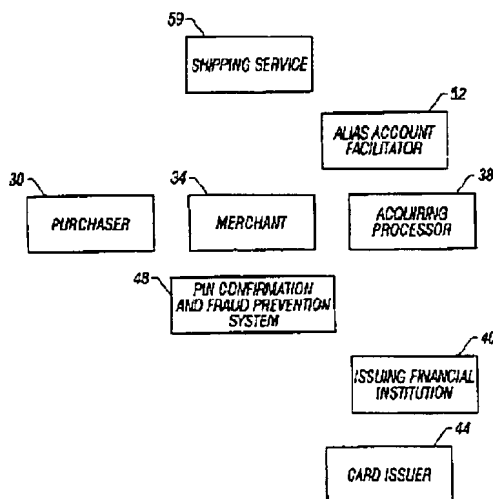 59
SHIPPING SERVICE
52
ALIAS ACCOUNT
FACILITATOR
30
34
38
PURCHASER
MERCHANT
ACQUIRING
PROCESSOR
48
PIN CONFIRMATION
AND FRAUD PREVENTION
SYSTEM
40
ISSUING FINANCIAL
INSTITUTION
44
CARD ISSUER